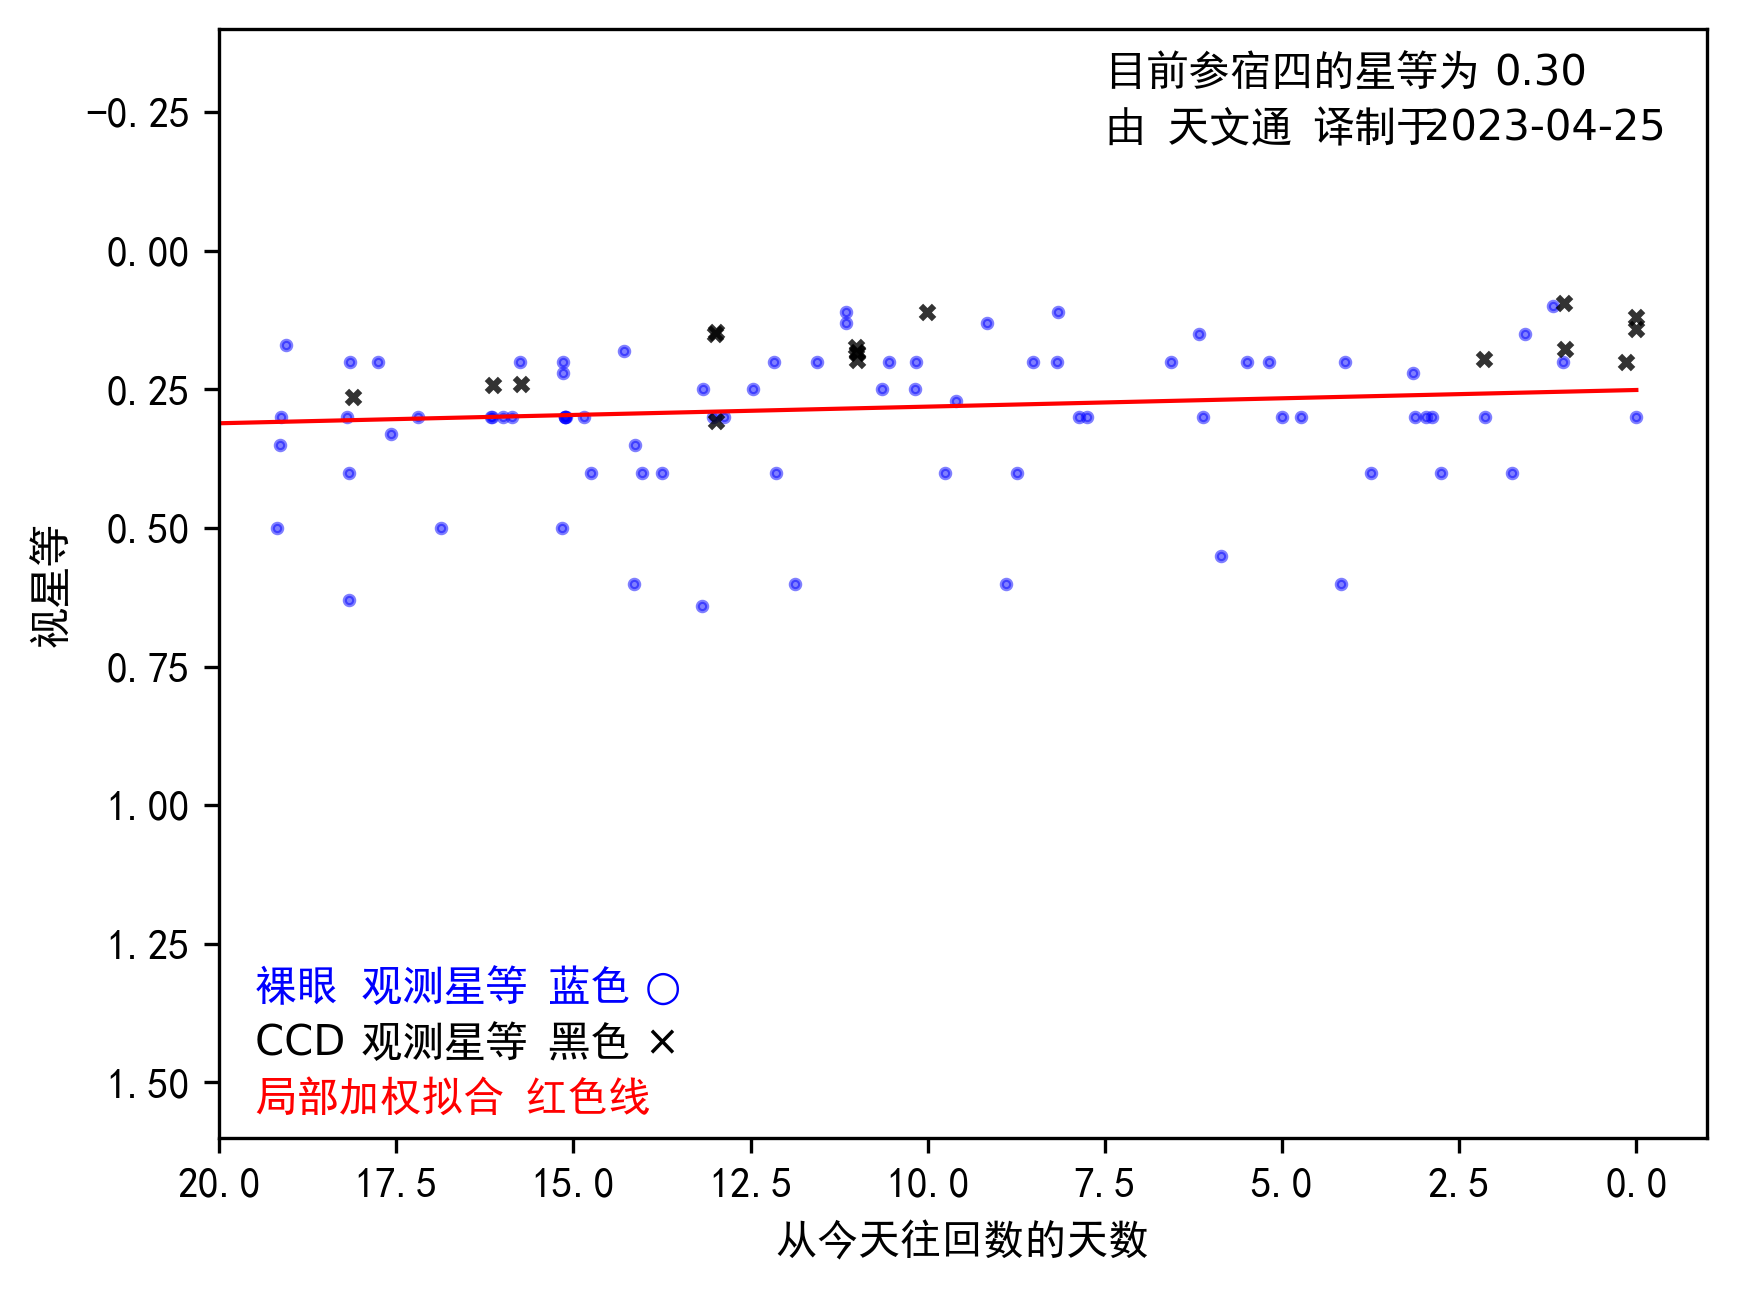 目前参宿四的星等为 0.30
由 天文通 译制于2023-04-25
−0.25
0.00
0.25
0.50
0.75
1.00
1.25
1.50
视星等
裸眼 观测星等 蓝色 ○
CCD 观测星等 黑色 ×
局部加权拟合 红色线
20.0 17.5 15.0 12.5 10.0 7.5 5.0 2.5 0.0
从今天往回数的天数